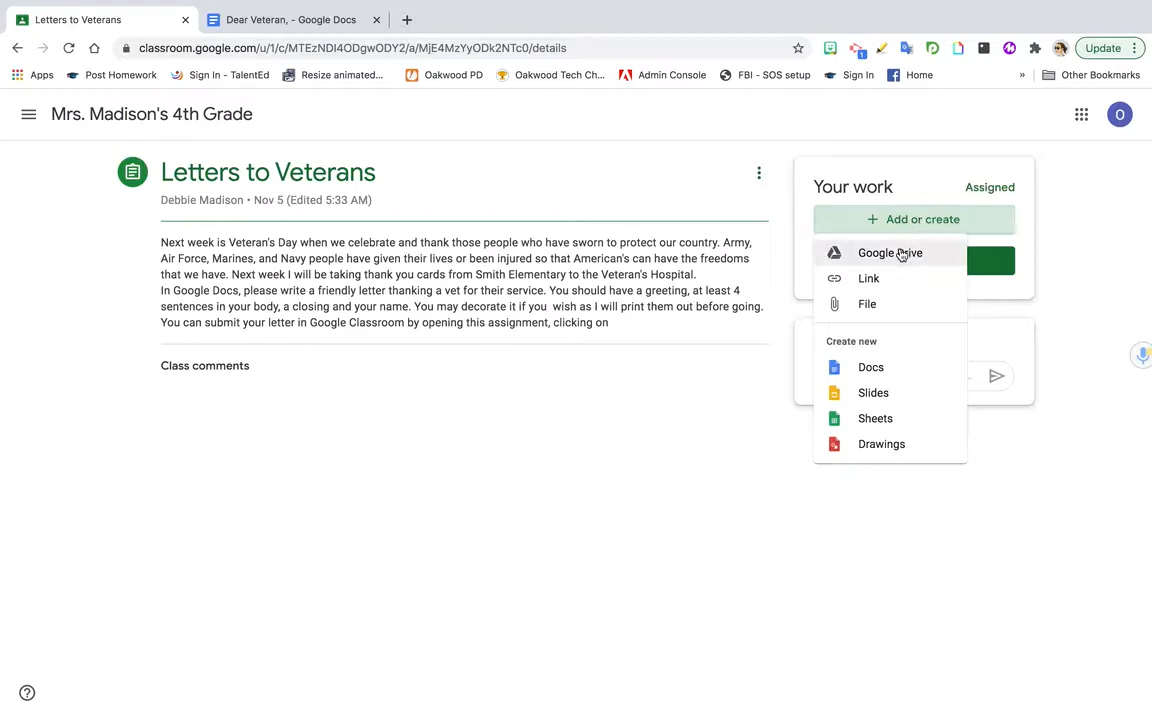 Letters to Veterans
Dear Veteran, - Google Docs
classroom.google.com/u/1/c/MTEzNDI4ODgwODY2/a/MjE4MzYyODk2NTc0/details
1
Update
Apps
Post Homework
Sign In - TalentEd
Resize animated...
Oakwood PD
Oakwood Tech Ch...
Admin Console
FBI - SOS setup
Sign In
Home
»
Other Bookmarks
Mrs. Madison's 4th Grade
O
Letters to Veterans
Debbie Madison • Nov 5 (Edited 5:33 AM)
Next week is Veteran's Day when we celebrate and thank those people who have sworn to protect our country. Army,
Air Force, Marines, and Navy people have given their lives or been injured so that American's can have the freedoms
that we have. Next week I will be taking thank you cards from Smith Elementary to the Veteran's Hospital.
In Google Docs, please write a friendly letter thanking a vet for their service. You should have a greeting, at least 4
sentences in your body, a closing and your name. You may decorate it if you  wish as I will print them out before going.
You can submit your letter in Google Classroom by opening this assignment, clicking on
Class comments
Your work
Assigned
+ Add or create
Google Drive
Link
File
Create new
Docs
Slides
Sheets
Drawings